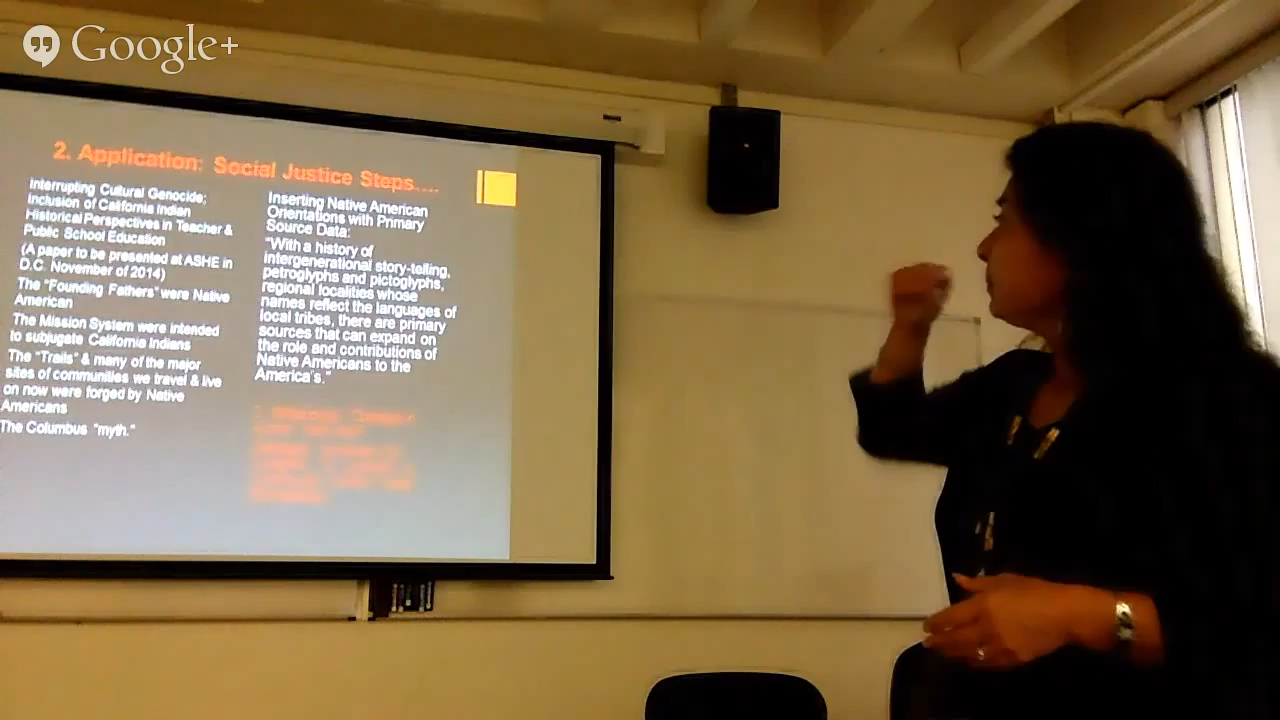 Google+
2. Application: Social Justice Steps....
Interrupting Cultural Genocide;
Inclusion of California Indian
Historical Perspectives in Teacher &
Public School Education
(A paper to be presented at ASHE in
D.C. November of 2014)
The "Founding Fathers" were Native
American
The Mission System were intended
to subjugate California Indians
The "Trails" & many of the major
sites of communities we travel & live
on now were forged by Native
Americans
The Columbus "myth."
Inserting Native American
Orientations with Primary
Source Data:
"With a history of
intergenerational story-telling,
petroglyphs and pictoglyphs,
regional localities whose
names reflect the languages of
local tribes, there are primary
sources that can expand on
the role and contributions of
Native Americans to the
America's."